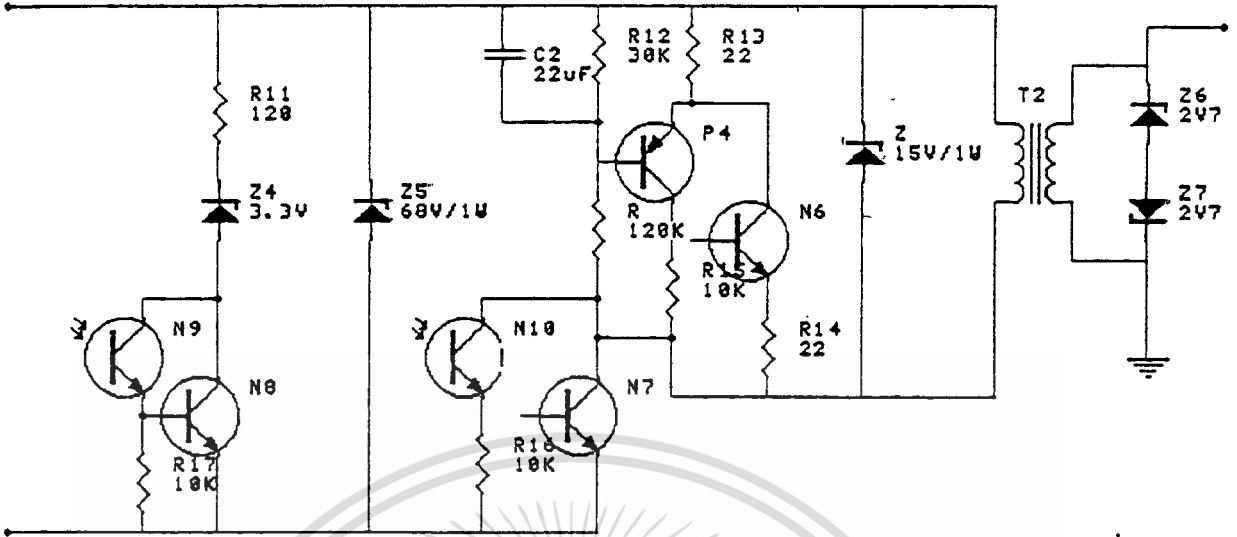 R12
30K
R13
22
C2
22uF
R11
120
P4
T2
Z6
2V7
Z
15V/1W
Z4
3.3V
Z5
68V/1W
R
120K
N6
Z7
2V7
R15
10K
N9
N10
R14
22
N8
N7
R17
10K
R16
10K